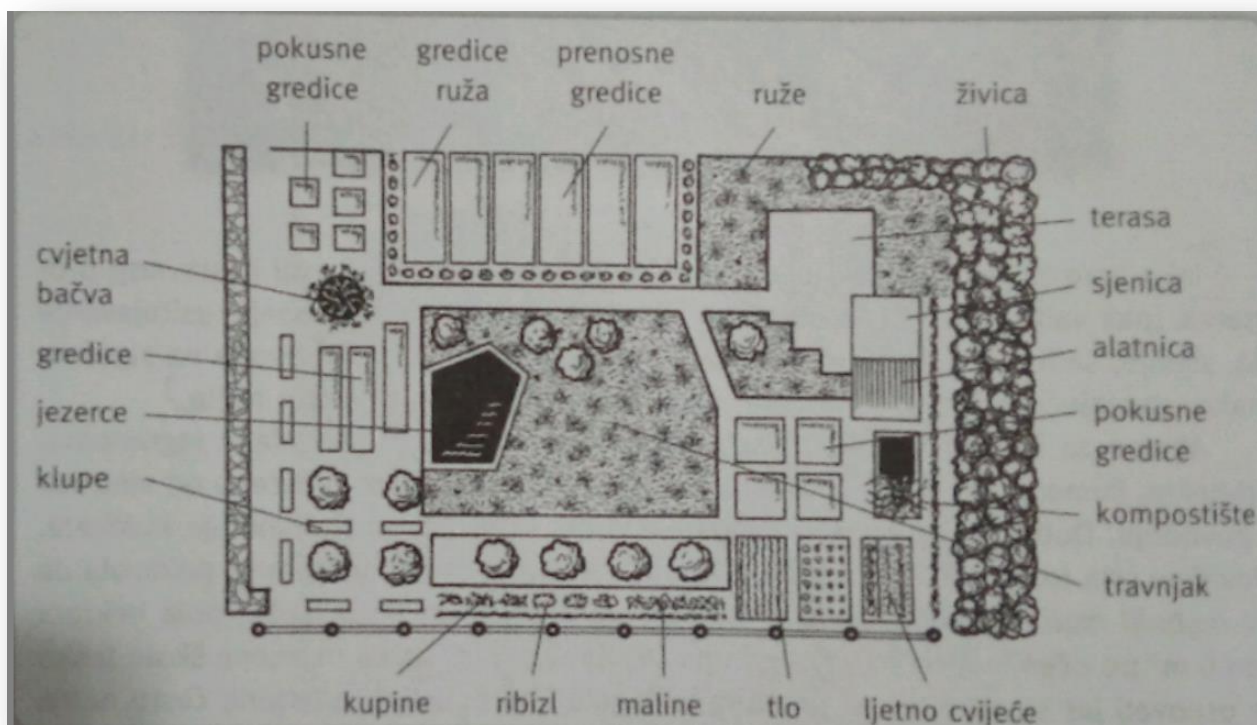 pokusne
gredice
gredice
ruža
prenosne
gredice
ruže
živica
cvjetna
bačva
gredice
jezerce
klupe
terasa
sjenica
alatnica
pokusne
gredice
kompostište
travnjak
kupine
ribizl
maline
tlo
ljetno cvijeće